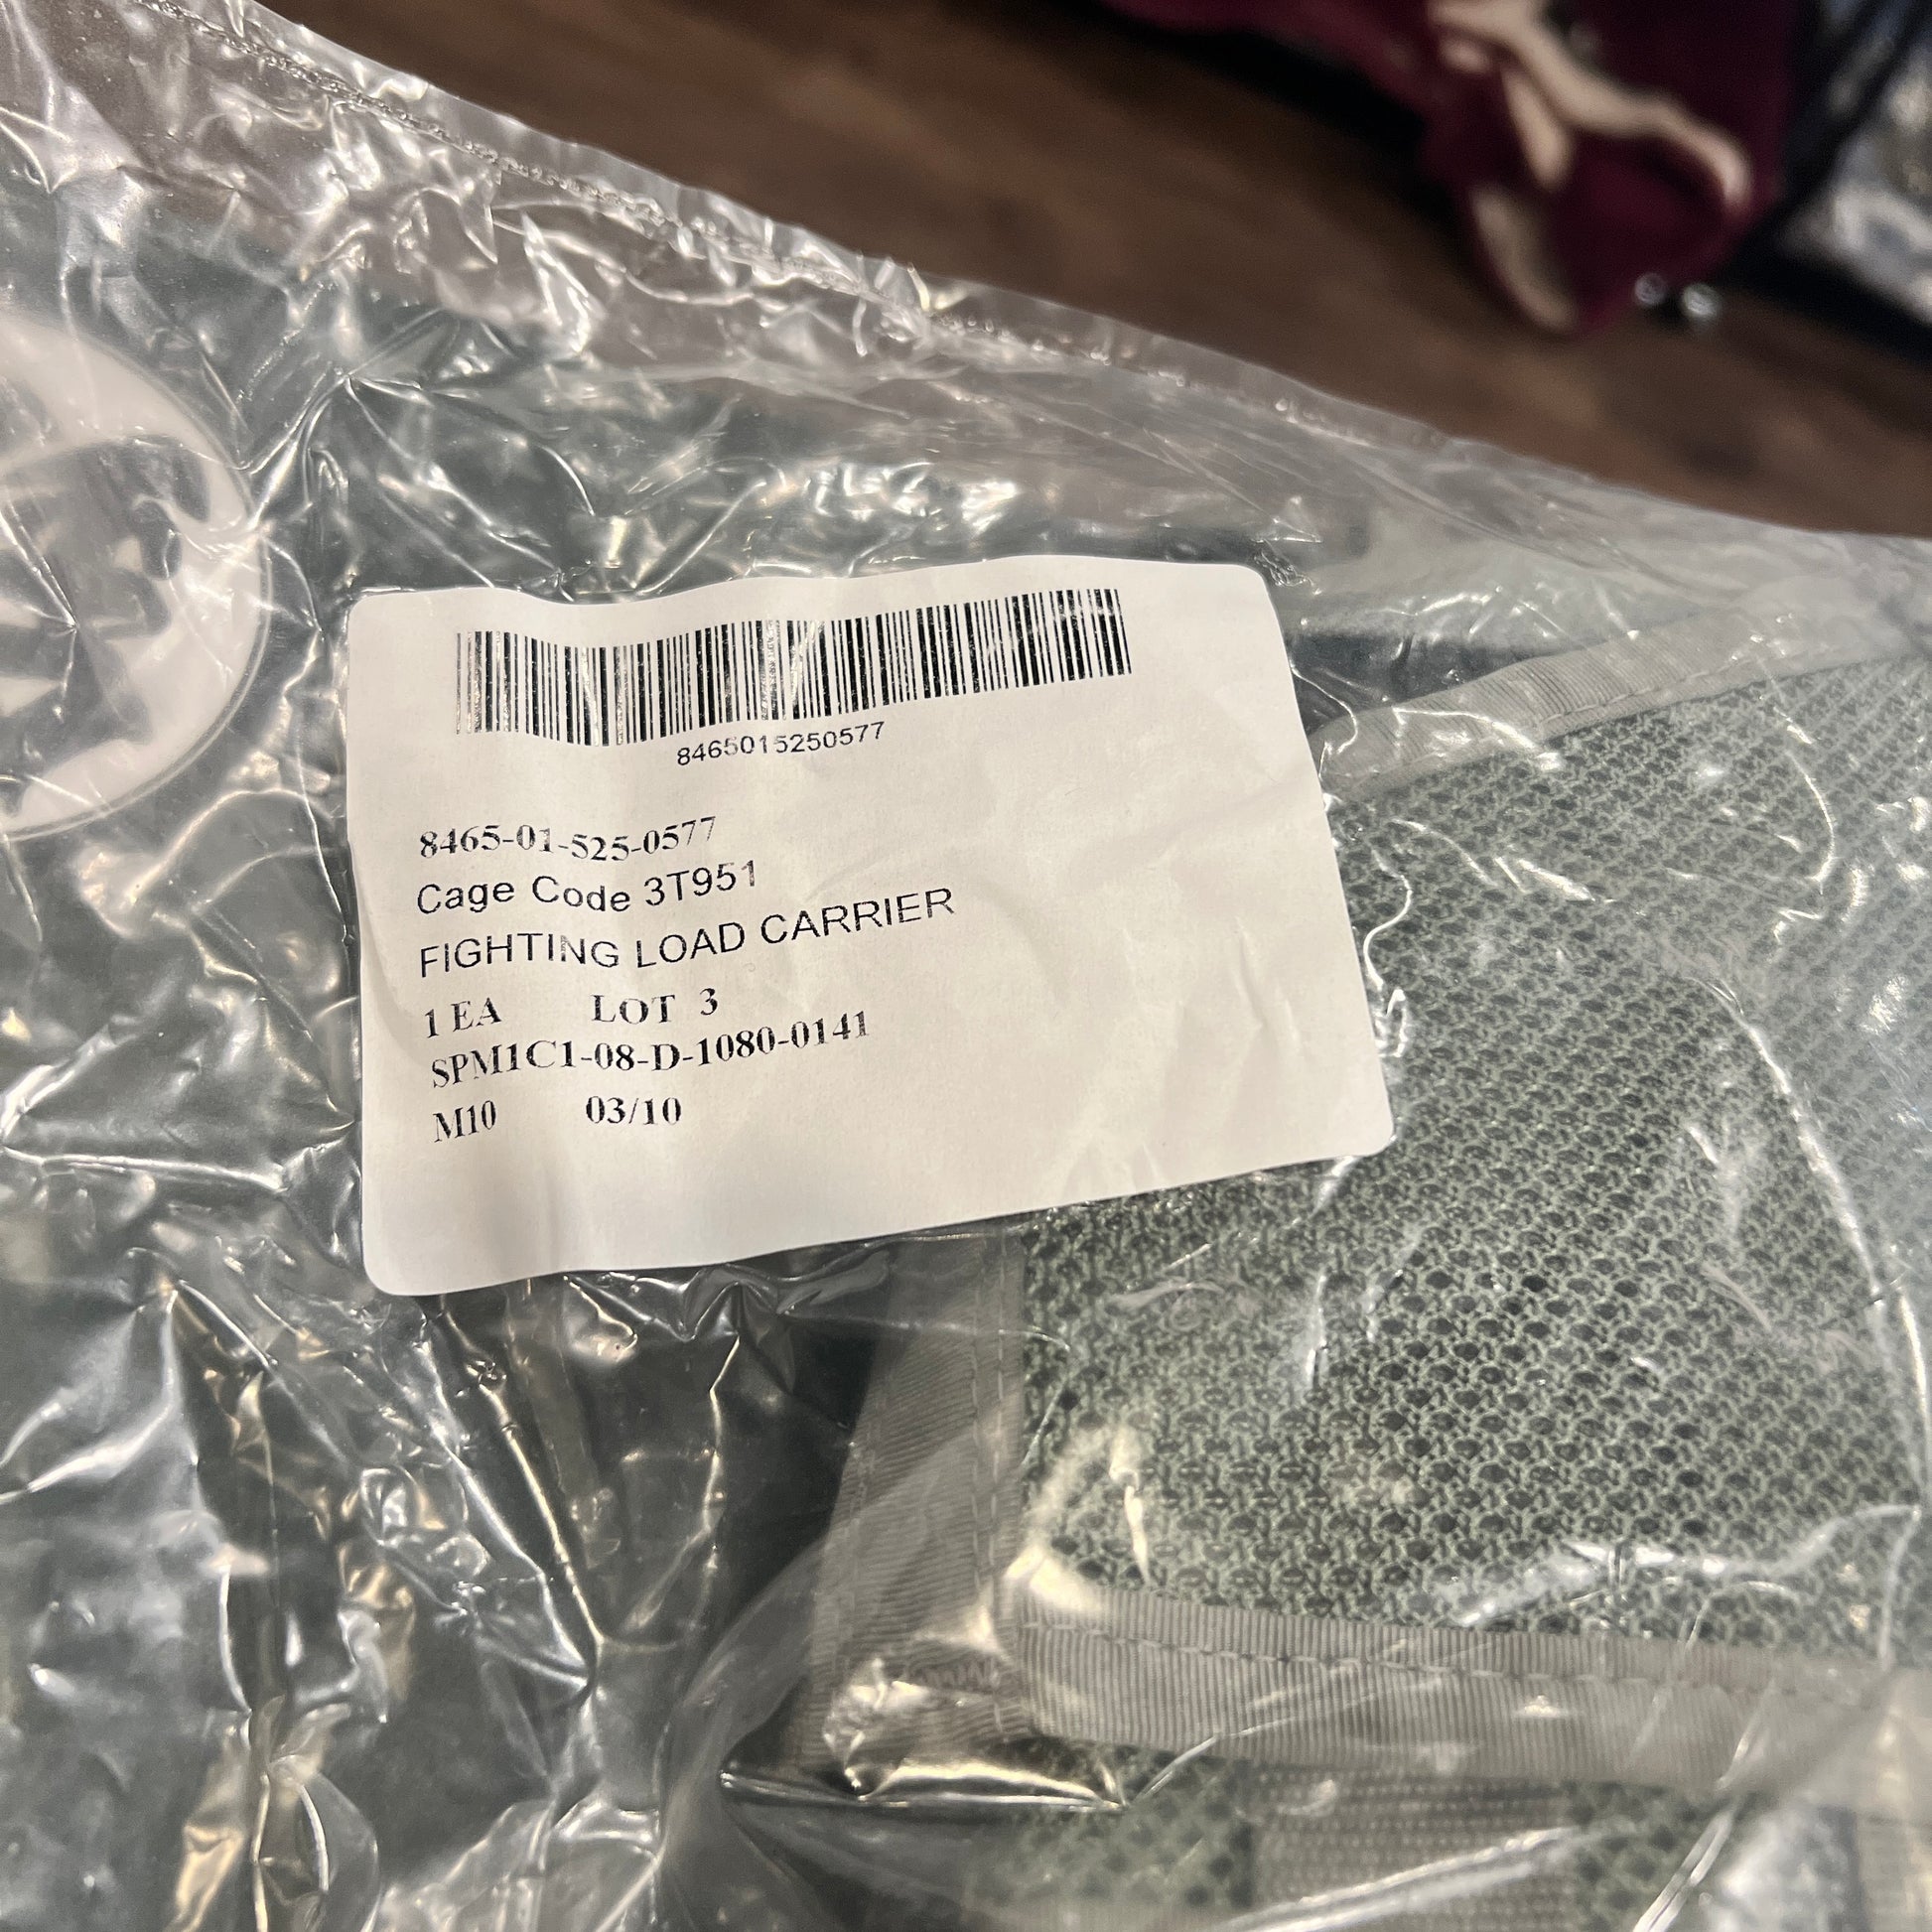 8465015250577
8465-01-525-0577
Cage Code 3T951
FIGHTING LOAD CARRIER
1 EA LOT 3
SPM1C1-08-D-1080-0141
M10 03/10